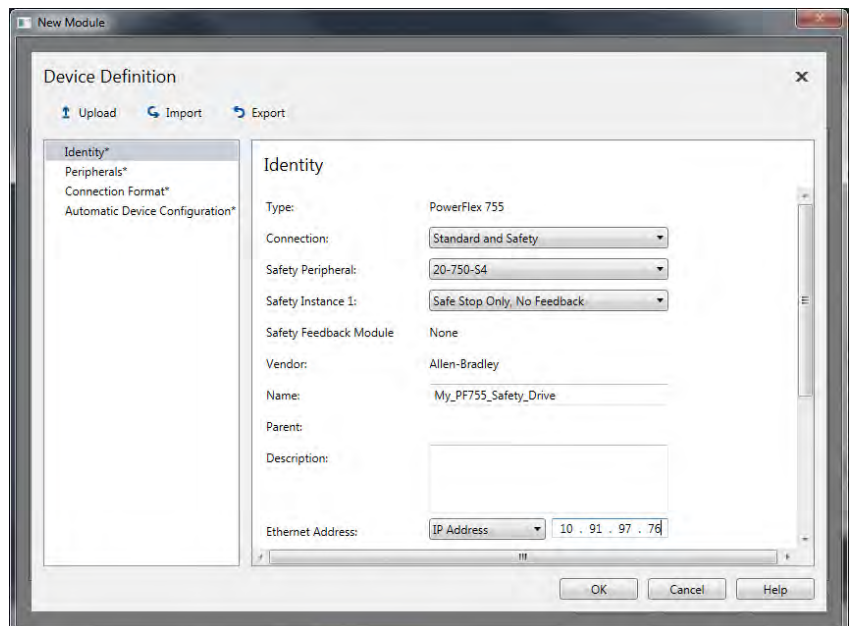 New Module
Device Definition
Upload Import Export
Identity*
Peripherals*
Connection Format*
Automatic Device Configuration*
Identity
Type: PowerFlex 755
Connection: Standard and Safety
Safety Peripheral: 20-750-S4
Safety Instance 1: Safe Stop Only, No Feedback
Safety Feedback Module None
Vendor: Allen-Bradley
Name: My_PF755_Safety_Drive
Parent:
Description:
Ethernet Address: IP Address 10 . 91 . 97 . 76
OK Cancel Help